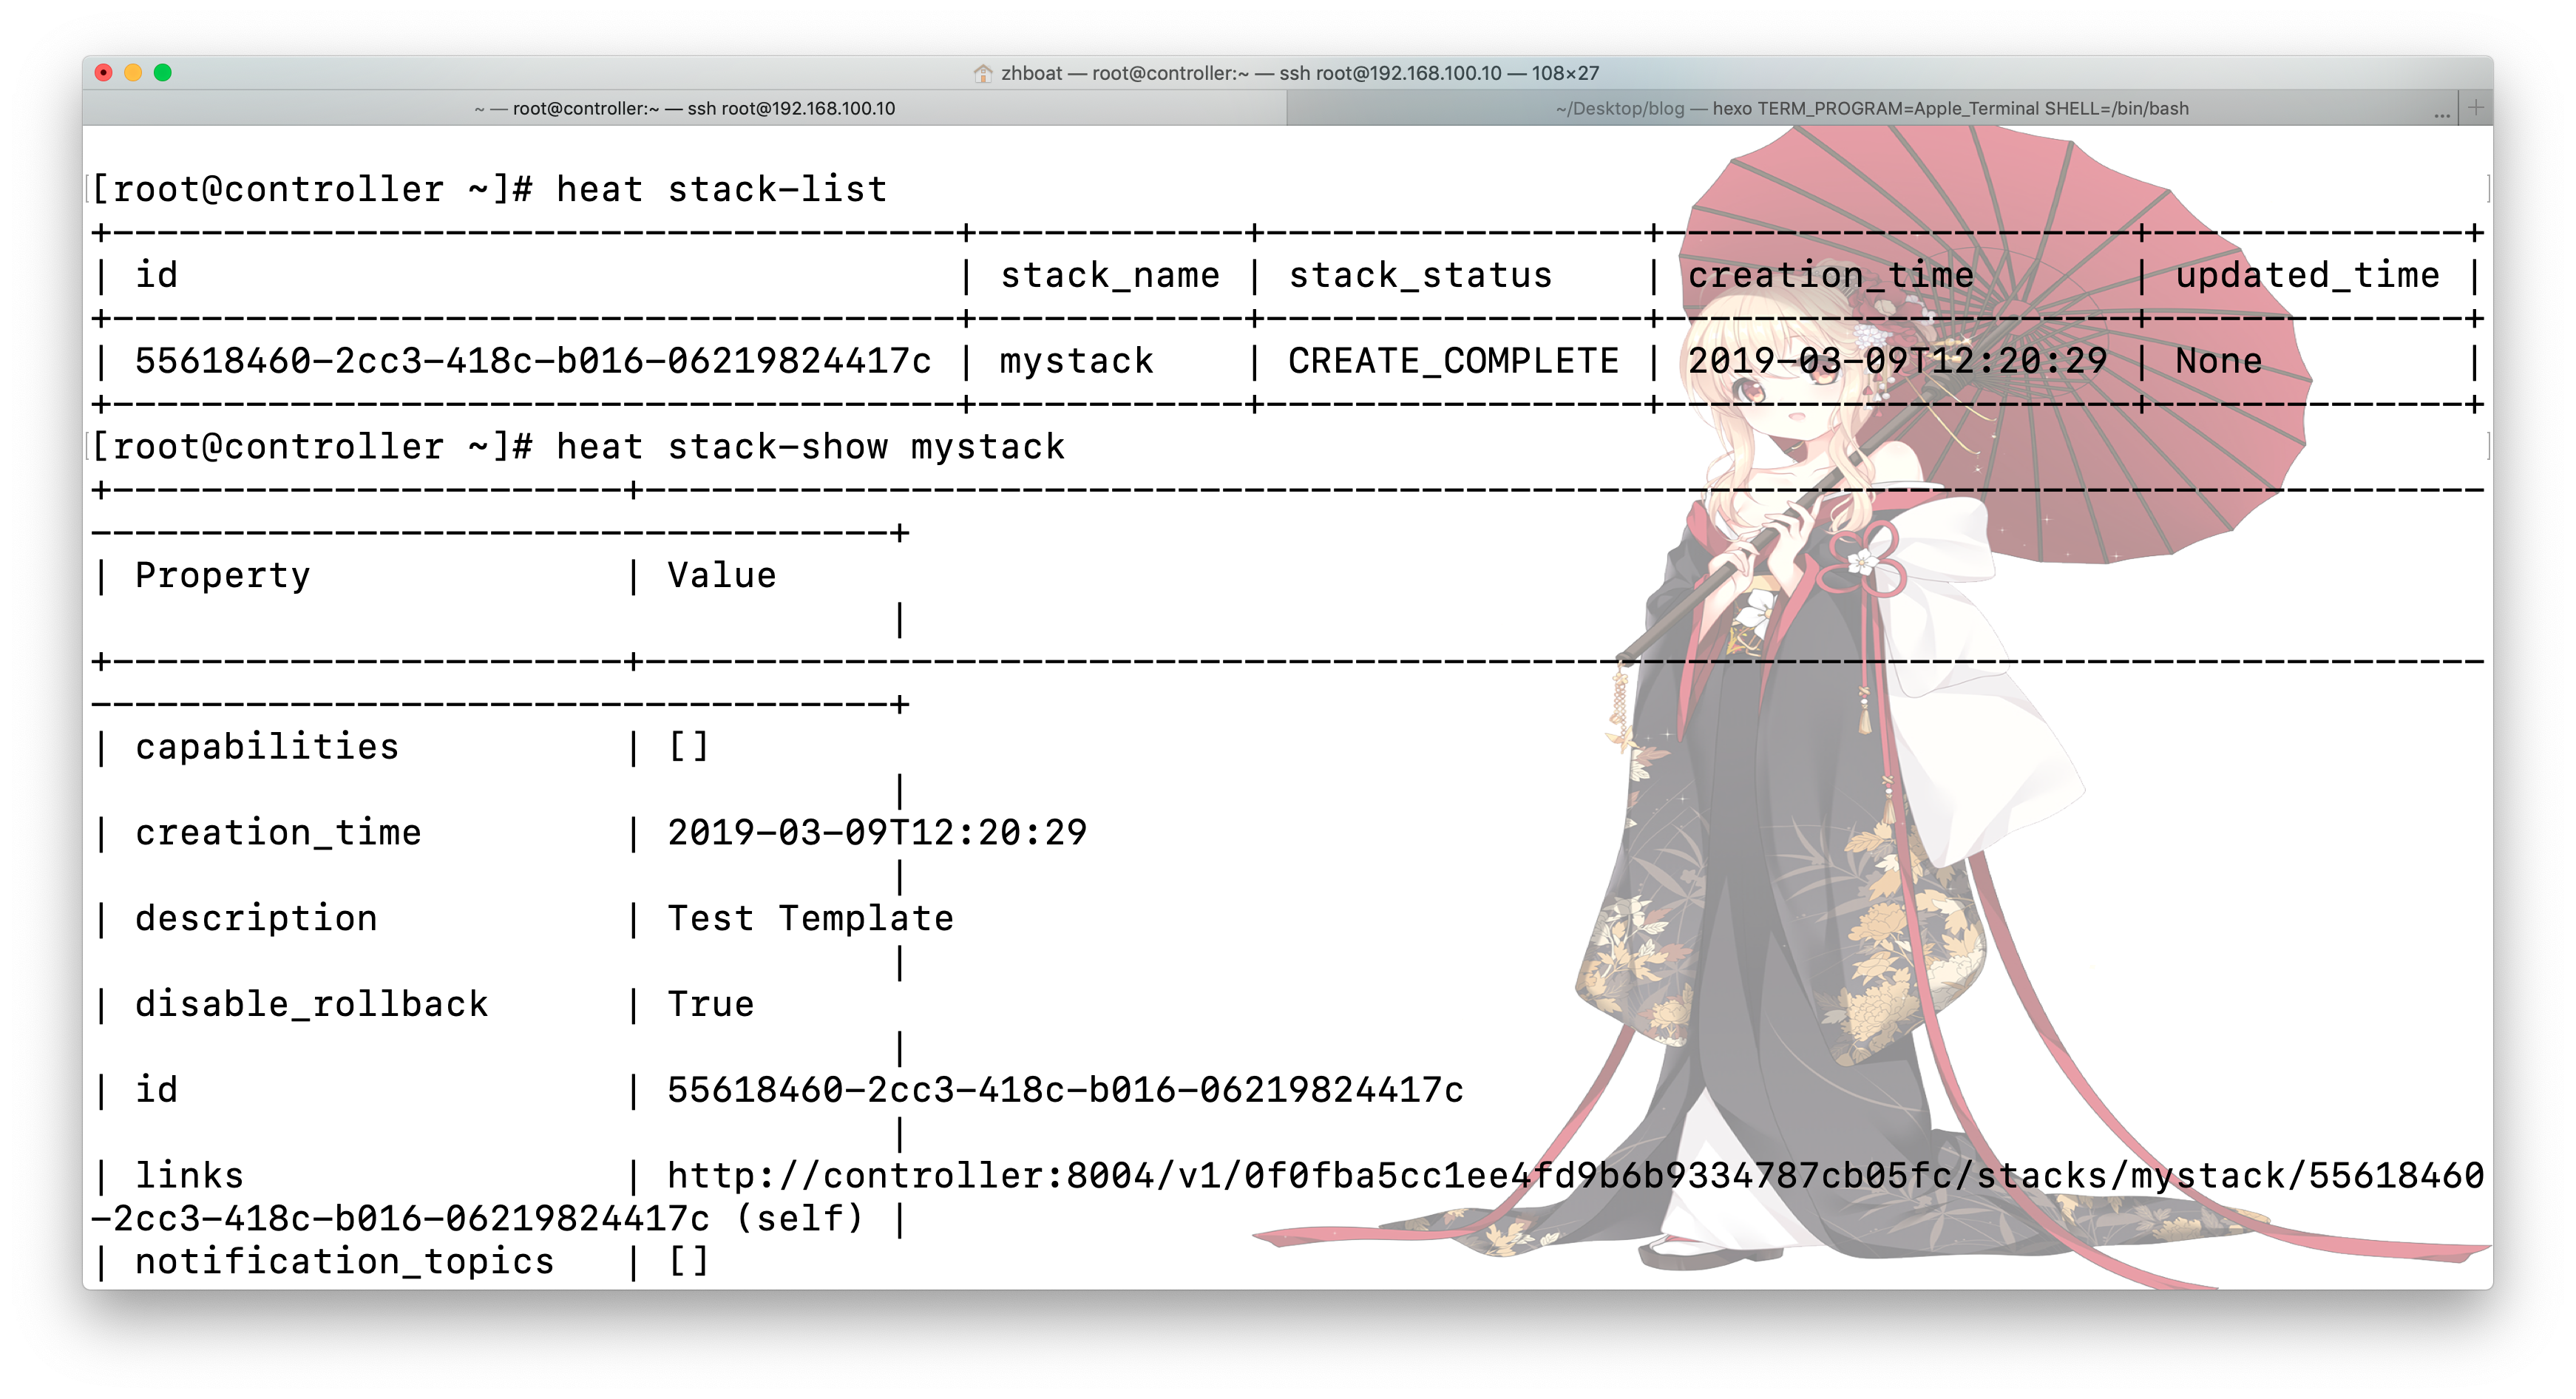 zhboat — root@controller:~ — ssh root@192.168.100.10 — 108×27
~ — root@controller:~ — ssh root@192.168.100.10
~/Desktop/blog — hexo TERM_PROGRAM=Apple_Terminal SHELL=/bin/bash ... +
[root@controller ~]# heat stack-list
+--------------------------------------+------------+-----------------+---------------------+--------------+
| id                                   | stack_name | stack_status    | creation_time       | updated_time |
+--------------------------------------+------------+-----------------+---------------------+--------------+
| 55618460-2cc3-418c-b016-06219824417c | mystack    | CREATE_COMPLETE | 2019-03-09T12:20:29 | None         |
+--------------------------------------+------------+-----------------+---------------------+--------------+
[root@controller ~]# heat stack-show mystack
+-----------------------+-----------------------------------------------------------------------------------
------------------------------------+
| Property              | Value
                                    |
+-----------------------+-----------------------------------------------------------------------------------
------------------------------------+
| capabilities          | []
                                    |
| creation_time         | 2019-03-09T12:20:29
                                    |
| description           | Test Template
                                    |
| disable_rollback      | True
                                    |
| id                    | 55618460-2cc3-418c-b016-06219824417c
                                    |
| links                 | http://controller:8004/v1/0f0fba5cc1ee4fd9b6b9334787cb05fc/stacks/mystack/55618460
-2cc3-418c-b016-06219824417c (self) |
| notification_topics   | []